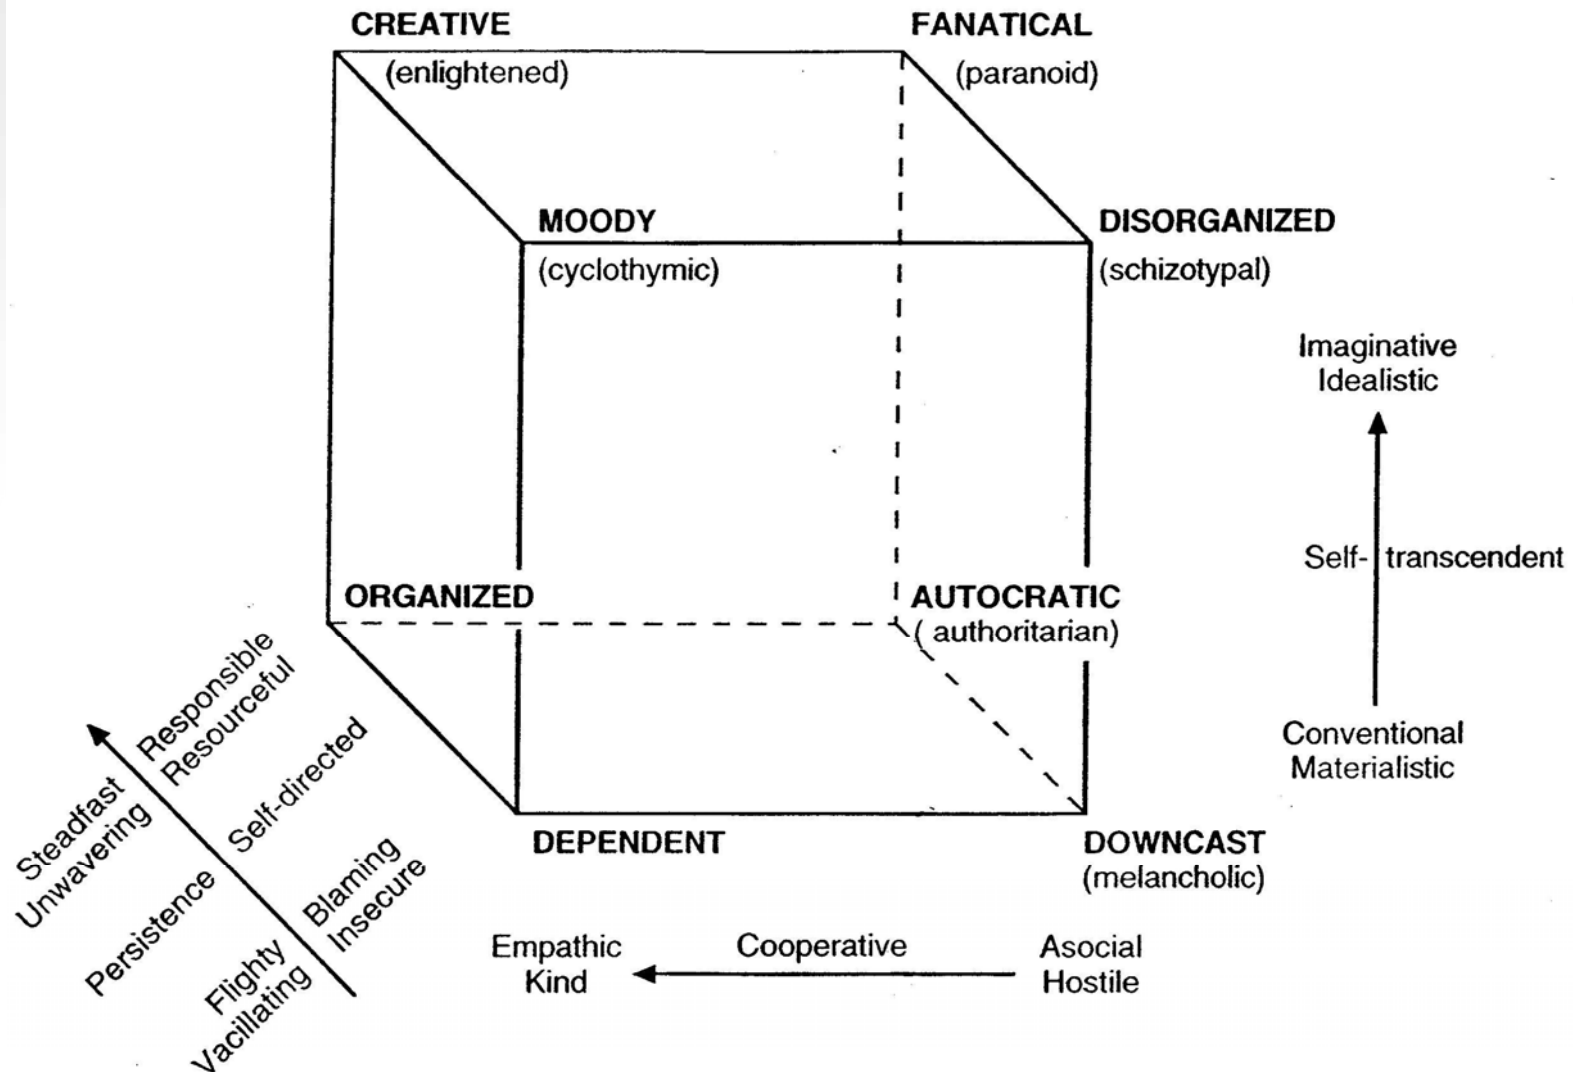 CREATIVE
(enlightened)
FANATICAL
(paranoid)
MOODY
(cyclothymic)
DISORGANIZED
(schizotypal)
Imaginative
Idealistic
Self-transcendent
Conventional
Materialistic
ORGANIZED
AUTOCRATIC
( authoritarian)
DEPENDENT
DOWNCAST
(melancholic)
Responsible
Resourceful
Self-directed
Blaming
Insecure
Steadfast
Unwavering
Persistence
Flighty
Vacillating
Empathic
Kind
Cooperative
Asocial
Hostile